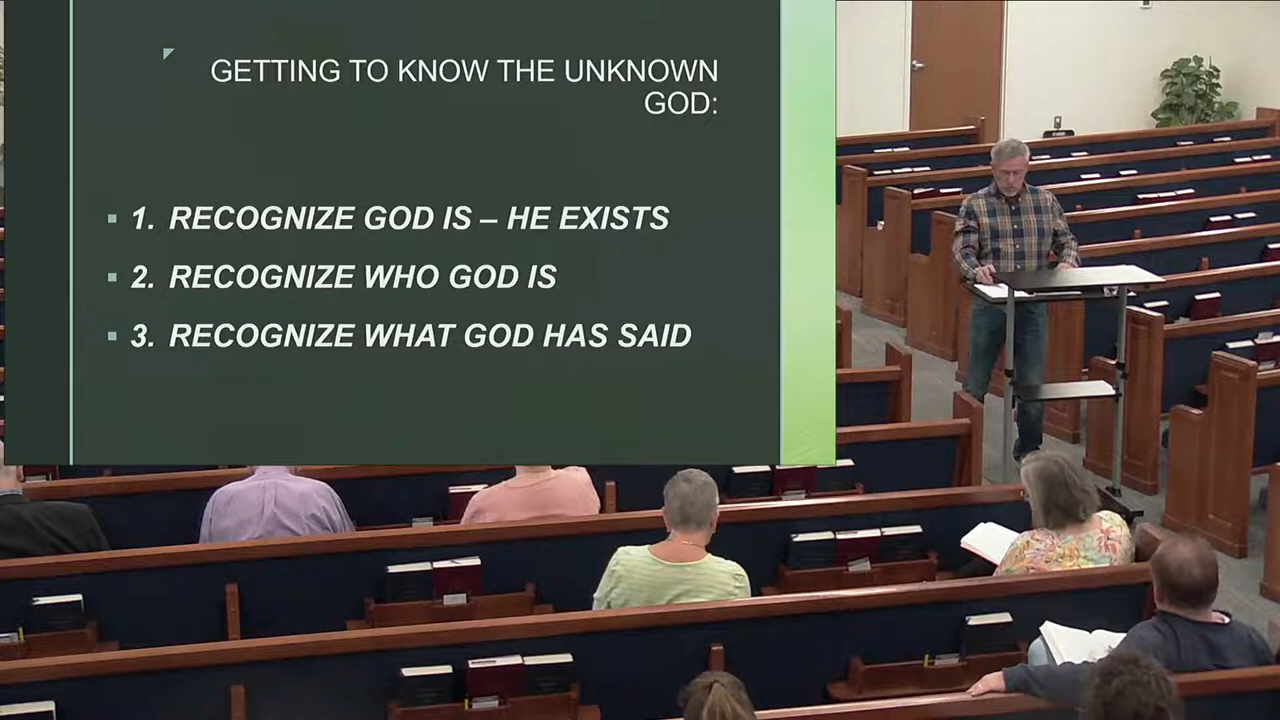 GETTING TO KNOW THE UNKNOWN
GOD:
1. RECOGNIZE GOD IS – HE EXISTS
2. RECOGNIZE WHO GOD IS
3. RECOGNIZE WHAT GOD HAS SAID